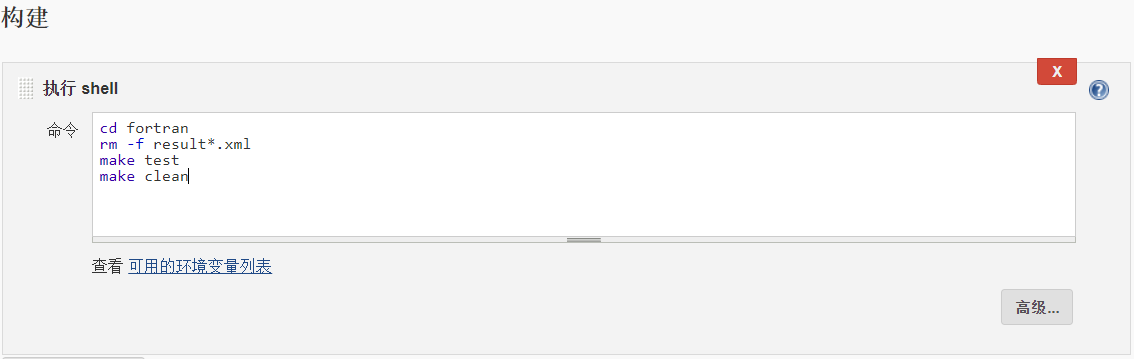 构建
X
执行 shell
命令
cd fortran
rm -f result*.xml
make test
make clean
查看 可用的环境变量列表
高级...